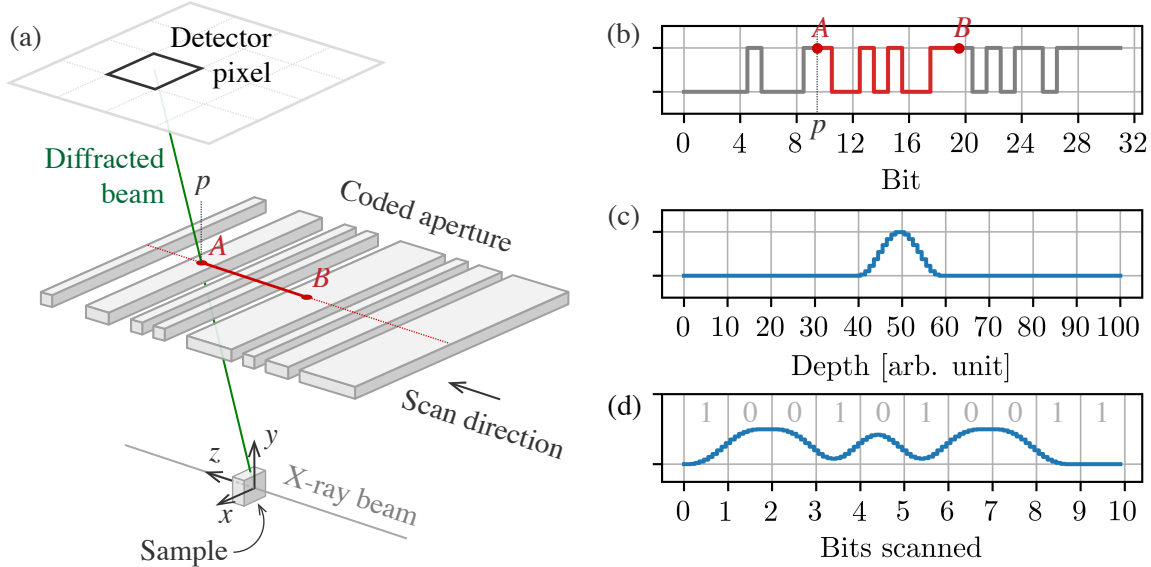 (a)
Detector
pixel
Diffracted
beam
p
A
B
Coded aperture
Scan direction
y
z
x
X-ray beam
Sample
(b)
A
B
p
0 4 8 12 16 20 24 28 32
Bit
(c)
0 10 20 30 40 50 60 70 80 90 100
Depth [arb. unit]
(d)
1 0 0 1 0 1 0 0 1 1
0 1 2 3 4 5 6 7 8 9 10
Bits scanned